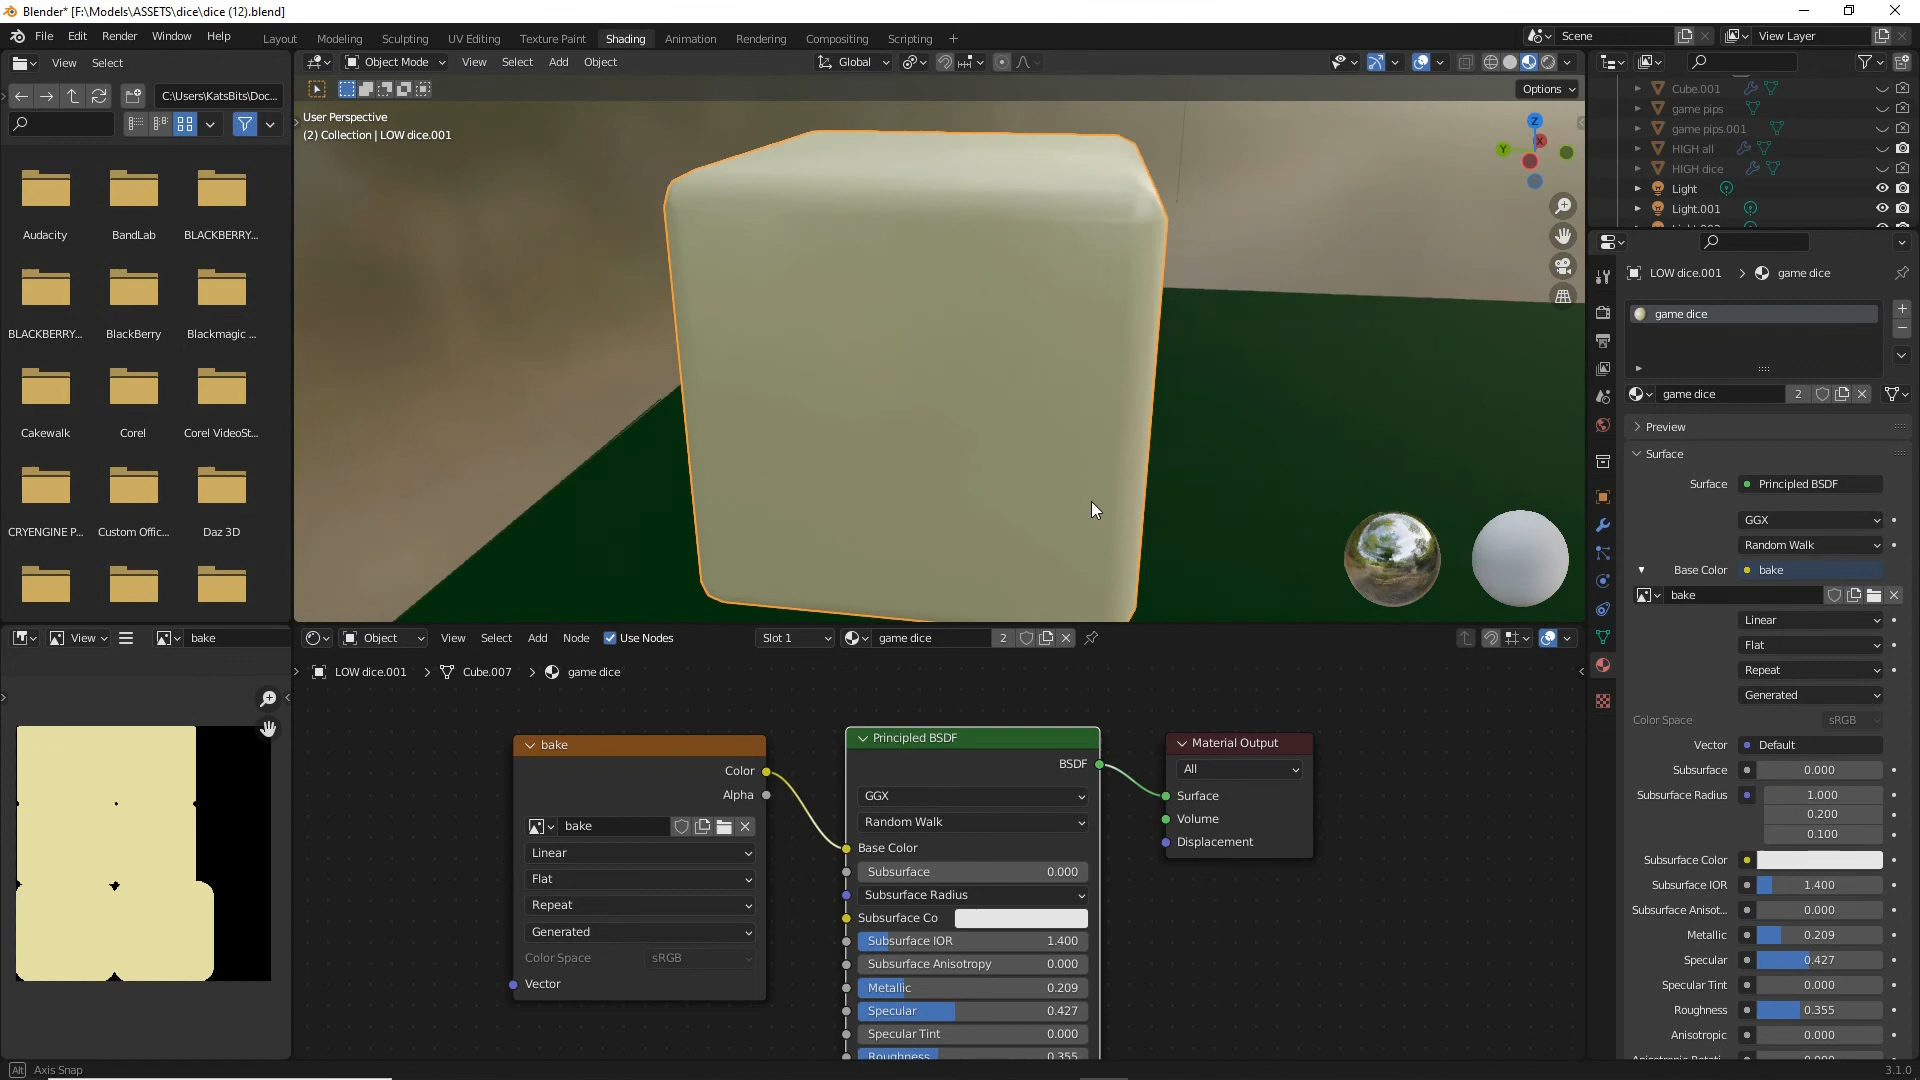 Blender* [F:\Models\ASSETS\dice\dice (12).blend]
File Edit Render Window Help Layout Modeling Sculpting UV Editing Texture Paint Shading Animation Rendering Compositing Scripting Scene View Layer
View Select
Object Mode View Select Add Object Global
C:\Users\KatsBits\Doc...
Options
User Perspective
(2) Collection | LOW dice.001
Z
X
Y
Audacity BandLab BLACKBERRY...
BLACKBERRY... BlackBerry Blackmagic ...
Cakewalk Corel Corel VideoSt...
CRYENGINE P... Custom Offic... Daz 3D
Cube.001
game pips
game pips.001
HIGH all
HIGH dice
Light
Light.001
LOW dice.001 game dice
game dice
game dice 2
Preview
Surface
Surface Principled BSDF
GGX
Random Walk
Base Color bake
bake
Linear
Flat
Repeat
Generated
Color Space sRGB
Vector Default
Subsurface 0.000
Subsurface Radius 1.000
0.200
0.100
Subsurface Color
Subsurface IOR 1.400
Subsurface Anisot... 0.000
Metallic 0.209
Specular 0.427
Specular Tint 0.000
Roughness 0.355
Anisotropic 0.000
View bake
Object View Select Add Node Use Nodes Slot 1 game dice 2
LOW dice.001 Cube.007 game dice
bake
Color
Alpha
bake
Linear
Flat
Repeat
Generated
Color Space sRGB
Vector
Principled BSDF
BSDF
GGX
Random Walk
Base Color
Subsurface 0.000
Subsurface Radius
Subsurface Co
Subsurface IOR 1.400
Subsurface Anisotropy 0.000
Metallic 0.209
Specular 0.427
Specular Tint 0.000
Roughness 0.355
Material Output
All
Surface
Volume
Displacement
Alt Axis Snap
3.1.0